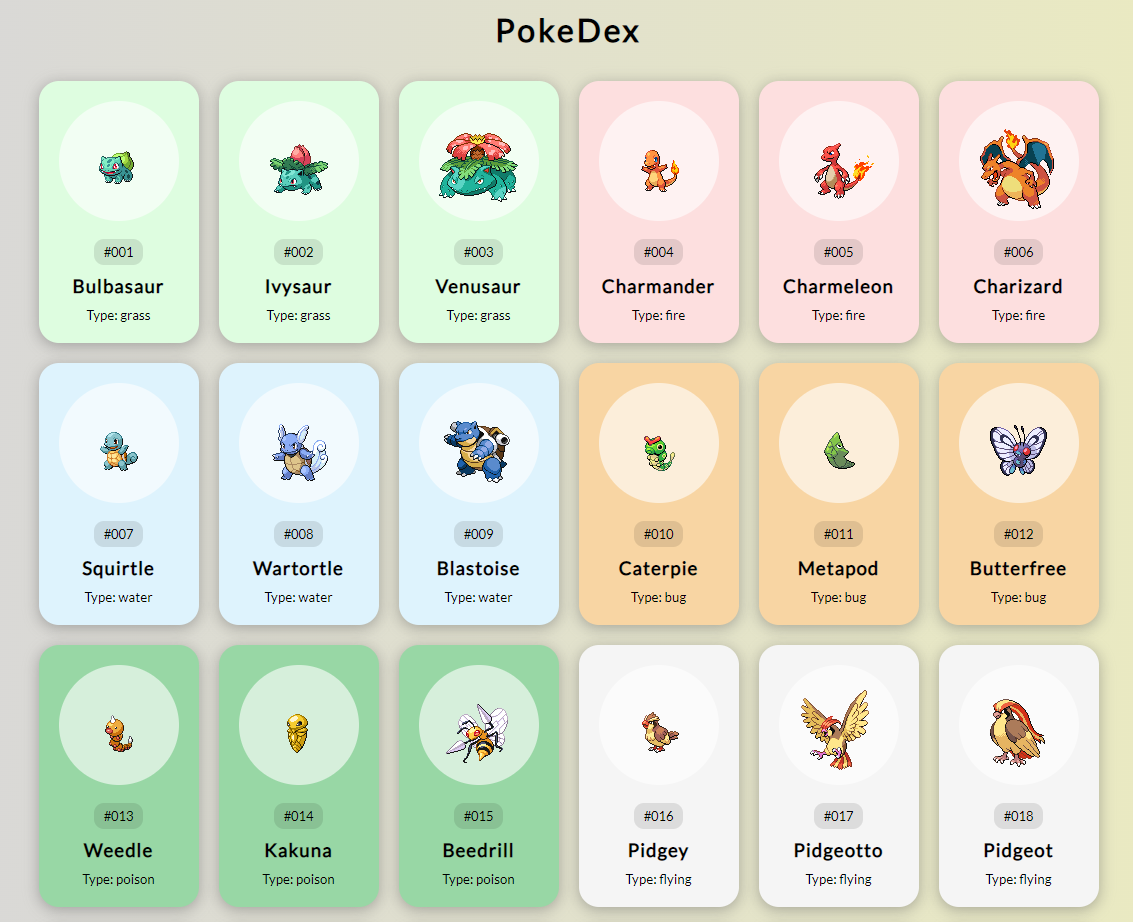 PokeDex
#001
Bulbasaur
Type: grass
#002
Ivysaur
Type: grass
#003
Venusaur
Type: grass
#004
Charmander
Type: fire
#005
Charmeleon
Type: fire
#006
Charizard
Type: fire
#007
Squirtle
Type: water
#008
Wartortle
Type: water
#009
Blastoise
Type: water
#010
Caterpie
Type: bug
#011
Metapod
Type: bug
#012
Butterfree
Type: bug
#013
Weedle
Type: poison
#014
Kakuna
Type: poison
#015
Beedrill
Type: poison
#016
Pidgey
Type: flying
#017
Pidgeotto
Type: flying
#018
Pidgeot
Type: flying